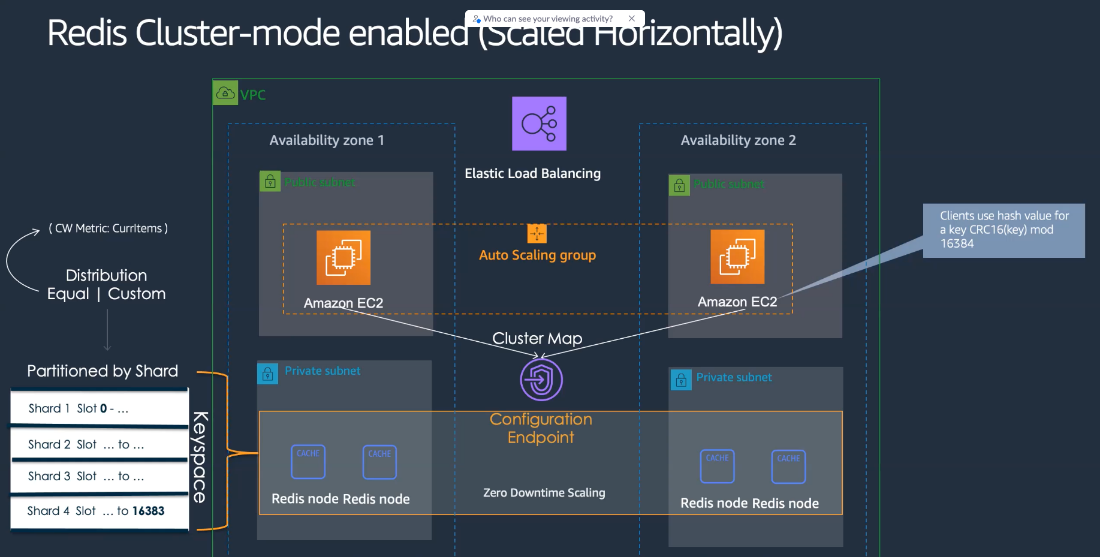 Who can see your viewing activity?
Redis Cluster-mode enabled (Scaled Horizontally)
VPC
Availability zone 1
Elastic Load Balancing
Availability zone 2
Public subnet
Public subnet
Clients use hash value for
a key CRC16(key) mod
16384
( CW Metric: CurrItems )
Distribution
Equal | Custom
Auto Scaling group
Amazon EC2
Amazon EC2
Cluster Map
Partitioned by Shard
Shard 1 Slot 0 - ...
Shard 2 Slot ... to ...
Shard 3 Slot ... to ...
Shard 4 Slot ... to 16383
Keyspace
Private subnet
Private subnet
Configuration
Endpoint
CACHE
CACHE
CACHE
CACHE
Redis node Redis node
Zero Downtime Scaling
Redis node Redis node